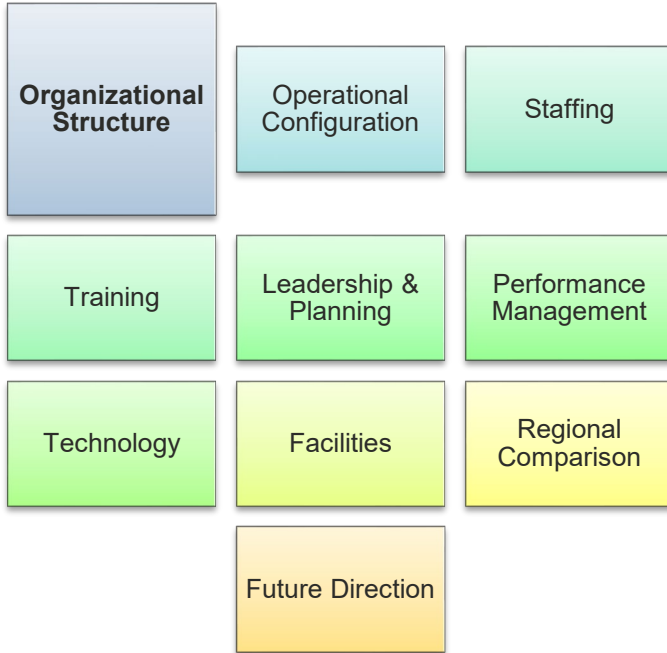 Organizational
Structure
Operational
Configuration
Staffing
Training
Leadership &
Planning
Performance
Management
Technology
Facilities
Regional
Comparison
Future Direction